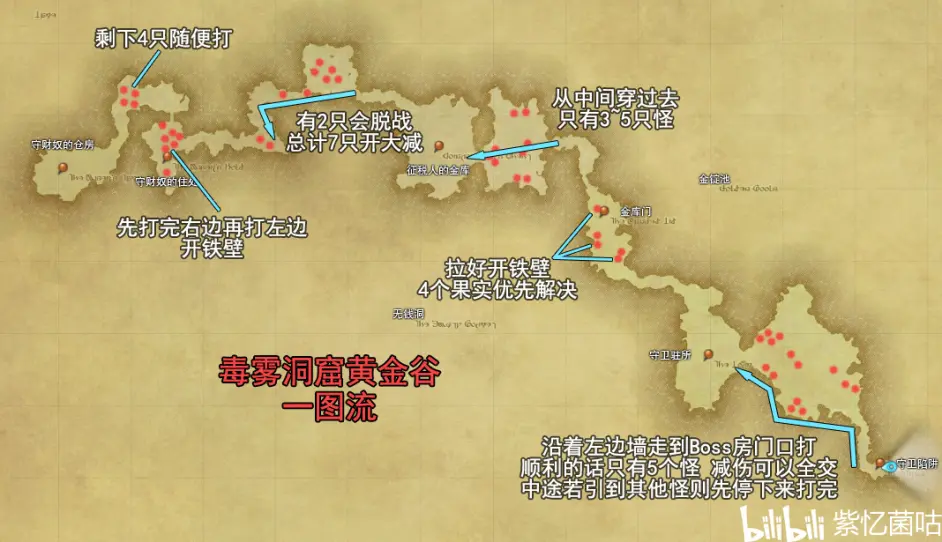 剩下4只随便打
从中间穿过去
只有3~5只怪
有2只会脱战
总计7只开大减
守财奴的仓房
征税人的金库
守财奴的住处
金锭池
先打完右边再打左边
开铁壁
金库门
拉好开铁壁
4个果实优先解决
无钱洞
毒雾洞窟黄金谷
一图流
守卫驻所
沿着左边墙走到Boss房门口打
顺利的话只有5个怪 减伤可以全交
中途若引到其他怪则先停下来打完
守卫陷阱
bilibili 紫忆菌咕